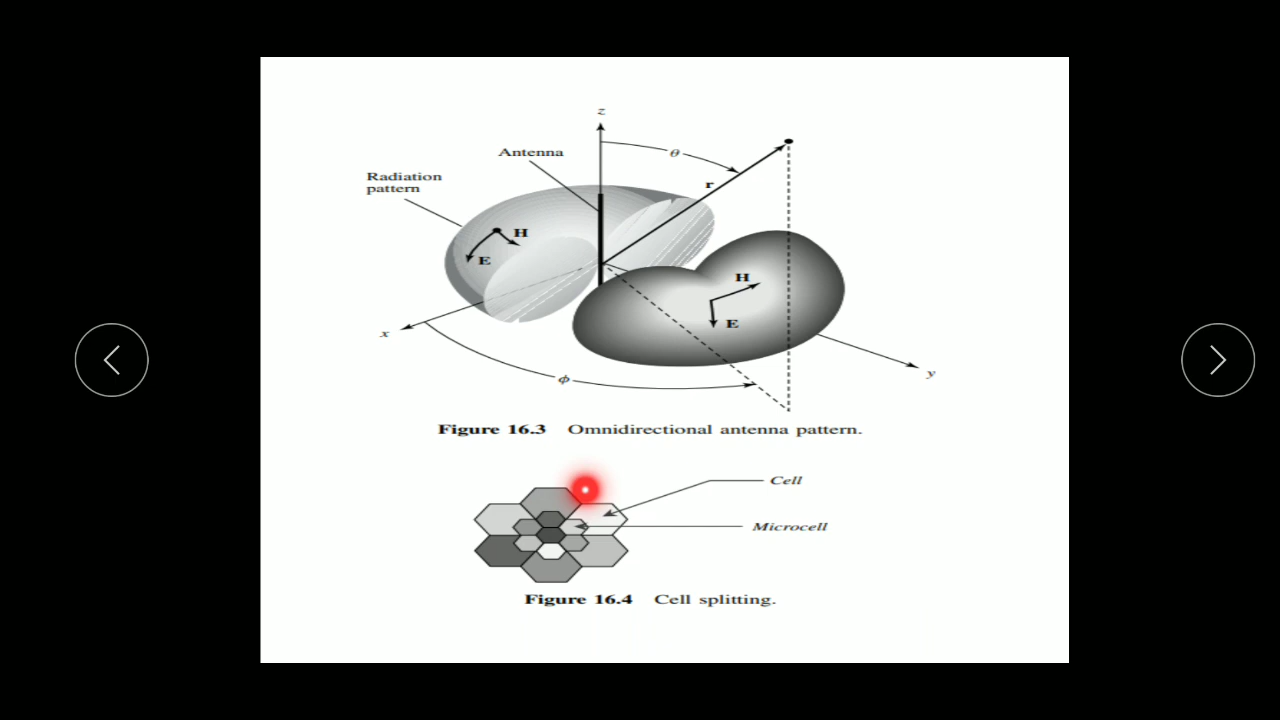 z
Antenna
θ
Radiation
pattern
r
H
E
H
E
x
y
ϕ
Figure 16.3 Omnidirectional antenna pattern.
Cell
Microcell
Figure 16.4 Cell splitting.